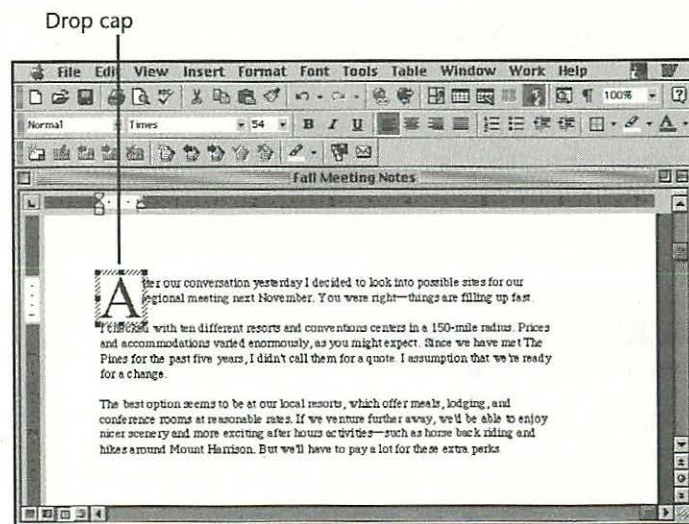 Drop cap
File Edit View Insert Format Font Tools Table Window Work Help
100%
Normal Times 54 B I U A
Fall Meeting Notes
After our conversation yesterday I decided to look into possible sites for our
regional meeting next November. You were right—things are filling up fast.
I checked with ten different resorts and conventions centers in a 150-mile radius. Prices
and accommodations varied enormously, as you might expect. Since we have met The
Pines for the past five years, I didn't call them for a quote. I assumption that we're ready
for a change.
The best option seems to be at our local resorts, which offer meals, lodging, and
conference rooms at reasonable rates. If we venture further away, we'd be able to enjoy
nicer scenery and more exciting after hours activities—such as horse back riding and
hikes around Mount Harrison. But we'll have to pay a lot for these extra perks.